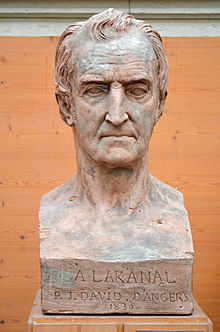 A LAKANAL
P. J. DAVID, D'ANGERS
1839